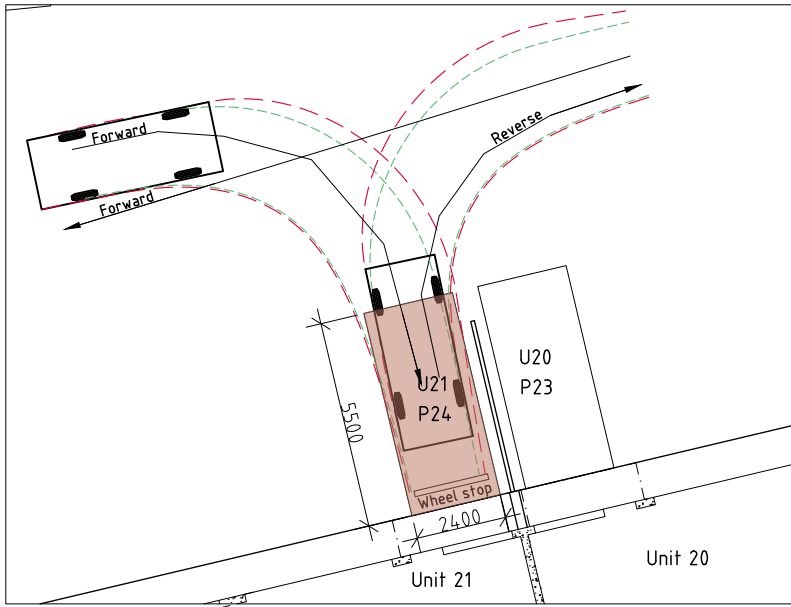 Forward
Reverse
Forward
U20
P23
U21
P24
5500
Wheel stop
2400
Unit 20
Unit 21